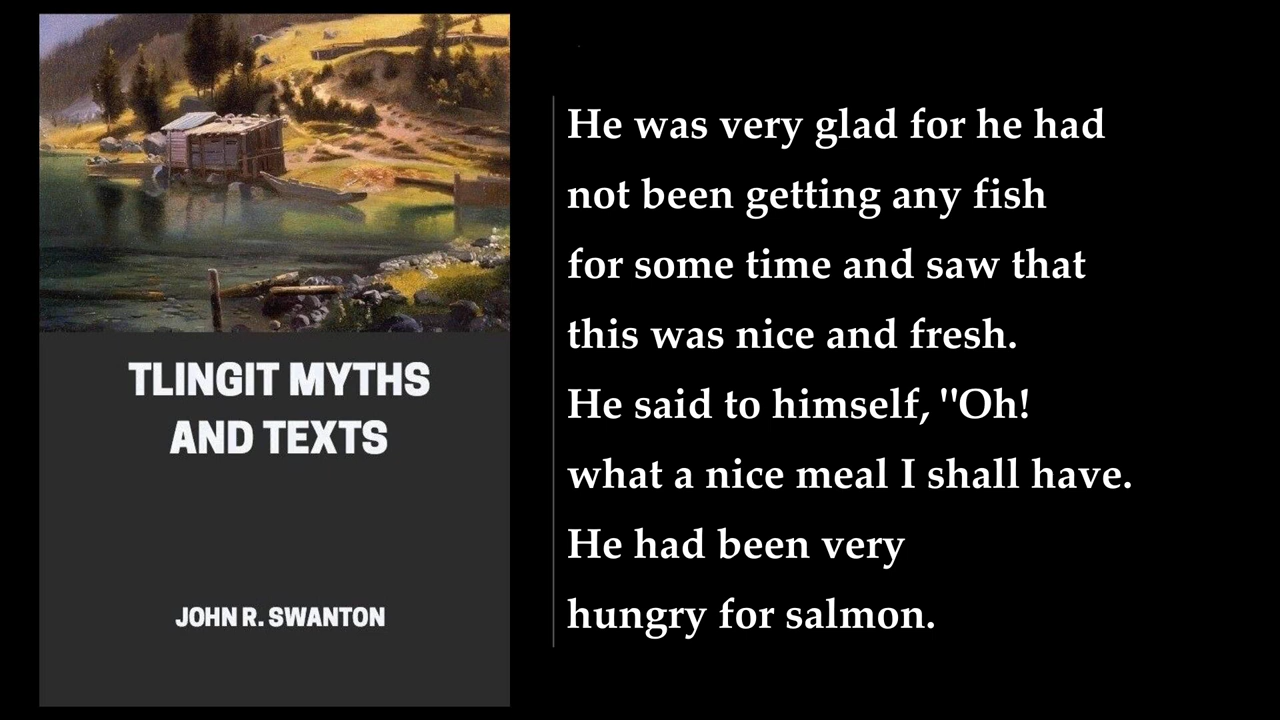 TLINGIT MYTHS
AND TEXTS
JOHN R. SWANTON
He was very glad for he had
not been getting any fish
for some time and saw that
this was nice and fresh.
He said to himself, "Oh!
what a nice meal I shall have.
He had been very
hungry for salmon.